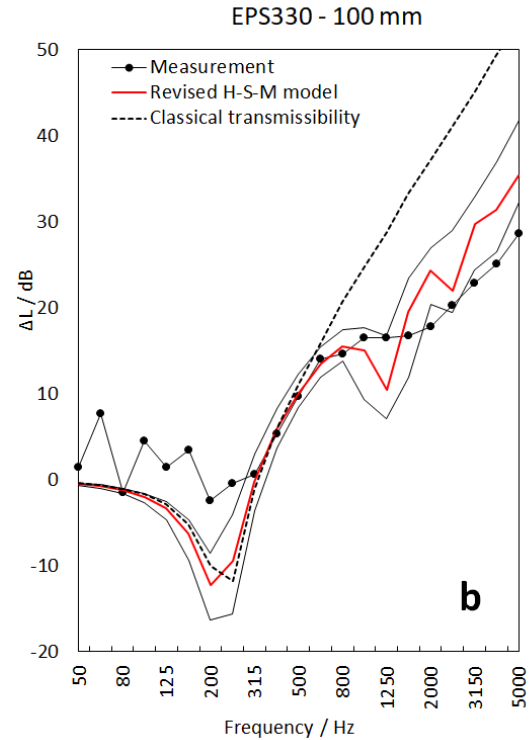 EPS330 - 100 mm
Measurement
Revised H-S-M model
Classical transmissibility
50
40
30
20
10
0
-10
-20
ΔL / dB
b
50
80
125
200
315
500
800
1250
2000
3150
5000
Frequency / Hz